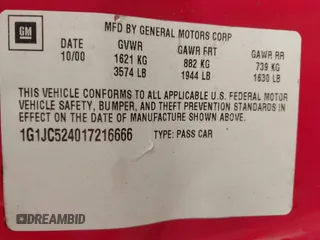 GM
MFD BY GENERAL MOTORS CORP
DATE GVWR GAWR FRT GAWR RR
10/00 1621 KG 882 KG 739 KG
3574 LB 1944 LB 1630 LB
THIS VEHICLE CONFORMS TO ALL APPLICABLE U.S. FEDERAL MOTOR
VEHICLE SAFETY, BUMPER, AND THEFT PREVENTION STANDARDS IN
EFFECT ON THE DATE OF MANUFACTURE SHOWN ABOVE.
1G1JC524017216666 TYPE: PASS CAR
DREAMBID